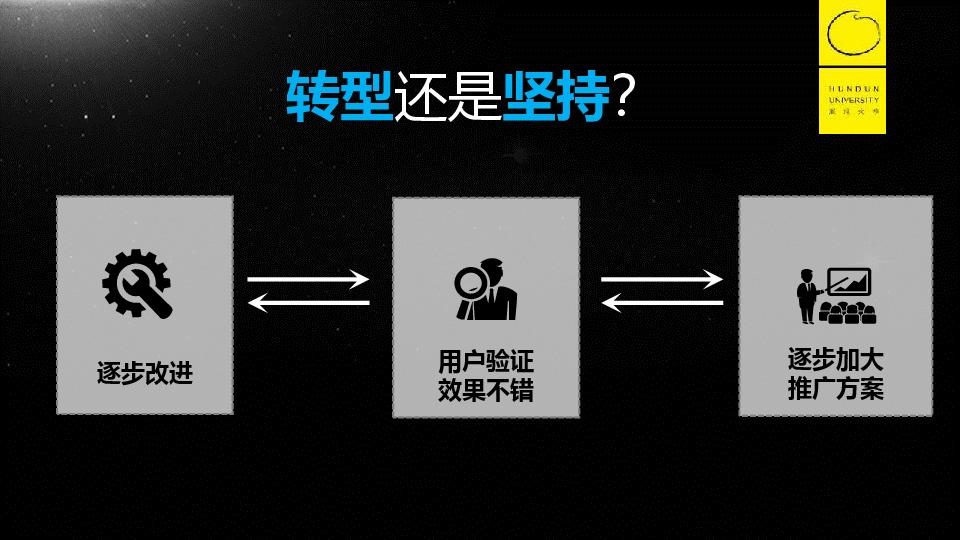 转型还是坚持？
HUNDUN
UNIVERSITY
混沌大学
逐步改进
用户验证
效果不错
逐步加大
推广方案